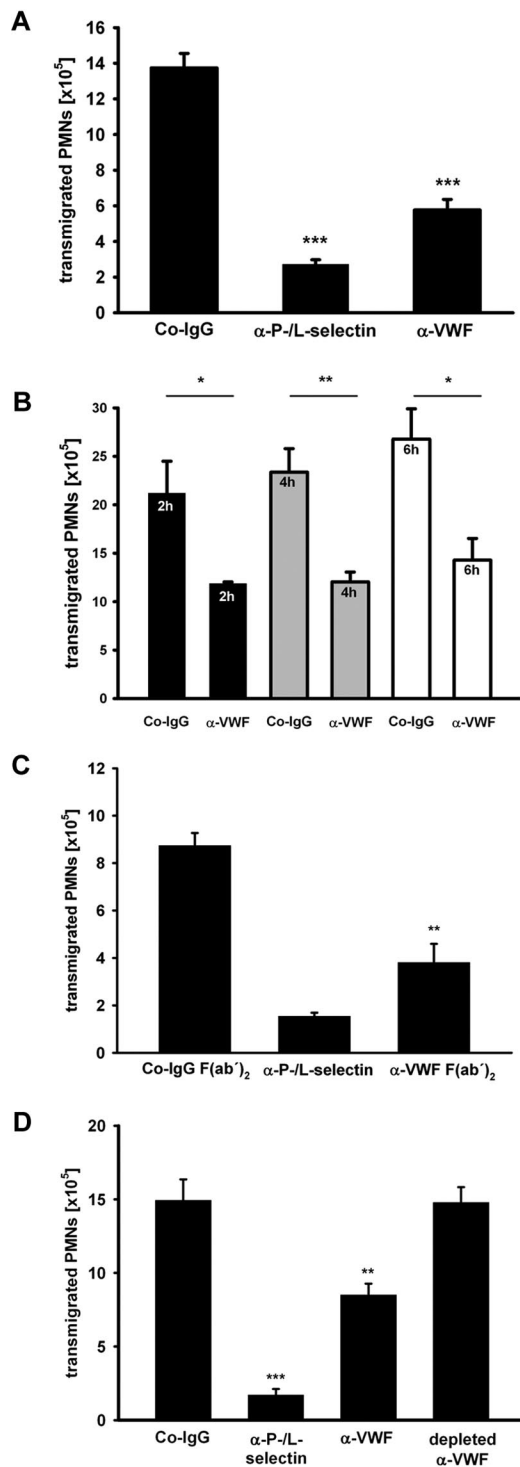 A
transmigrated PMNs [x10⁵]
16
14
12
10
8
6
4
2
0
***
***
Co-IgG α-P-/L-selectin α-VWF
B
transmigrated PMNs [x10⁵]
30
25
20
15
10
5
0
* ** *
2h 2h 4h 4h 6h 6h
Co-IgG α-VWF Co-IgG α-VWF Co-IgG α-VWF
C
transmigrated PMNs [x10⁵]
12
10
8
6
4
2
0
**
Co-IgG F(ab´)₂ α-P-/L-selectin α-VWF F(ab´)₂
D
transmigrated PMNs [x10⁵]
20
15
10
5
0
***
**
Co-IgG α-P-/L- α-VWF depleted
selectin α-VWF